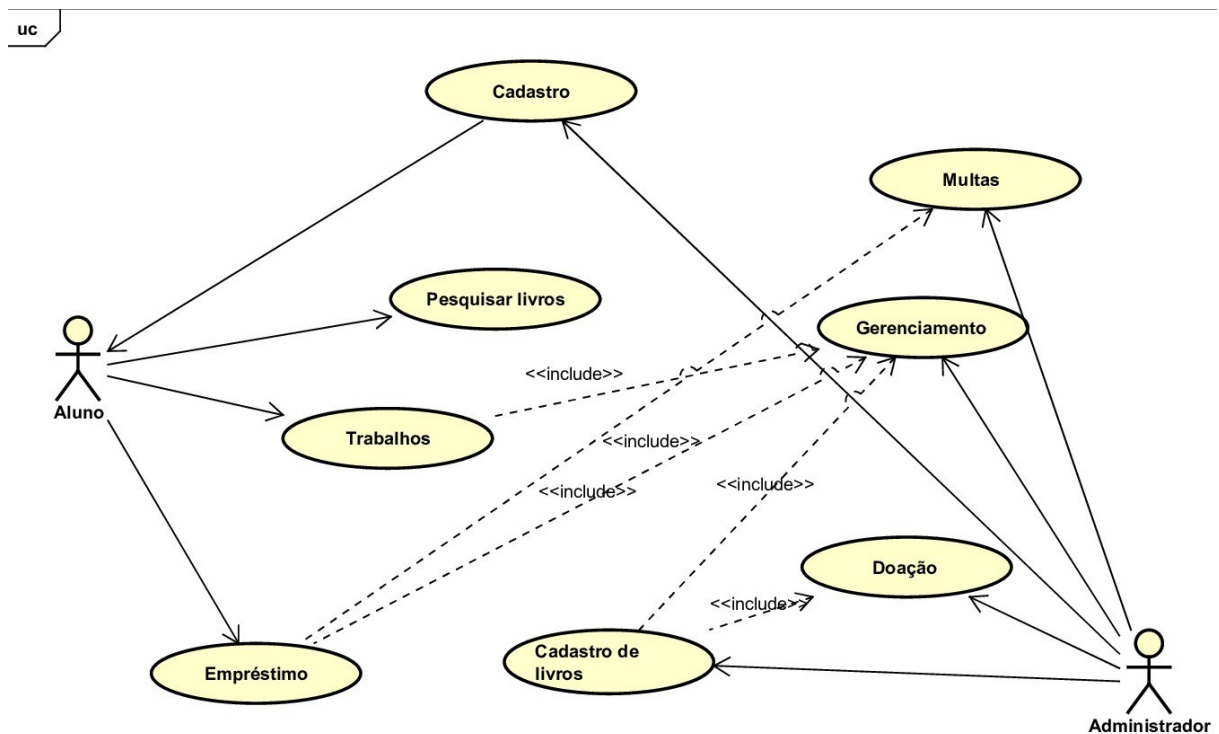 uc
Cadastro
Multas
Pesquisar livros
Gerenciamento
<<include>>
Aluno
Trabalhos
<<include>>
<<include>>
<<include>>
Doação
<<include>>
Cadastro de
livros
Empréstimo
Administrador